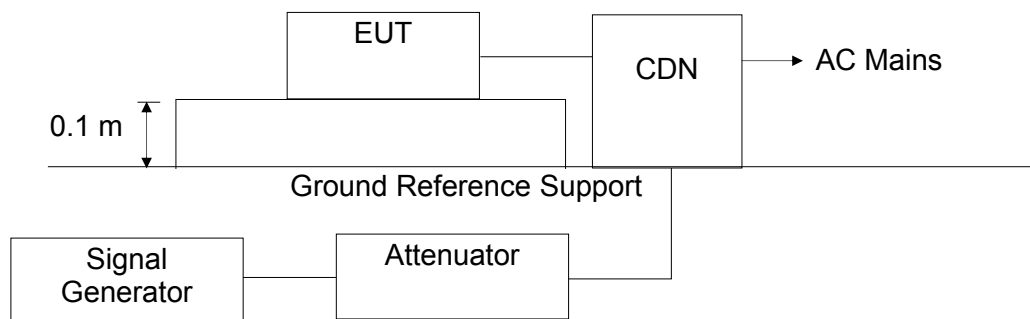 EUT
CDN
AC Mains
0.1 m
Ground Reference Support
Signal
Generator
Attenuator